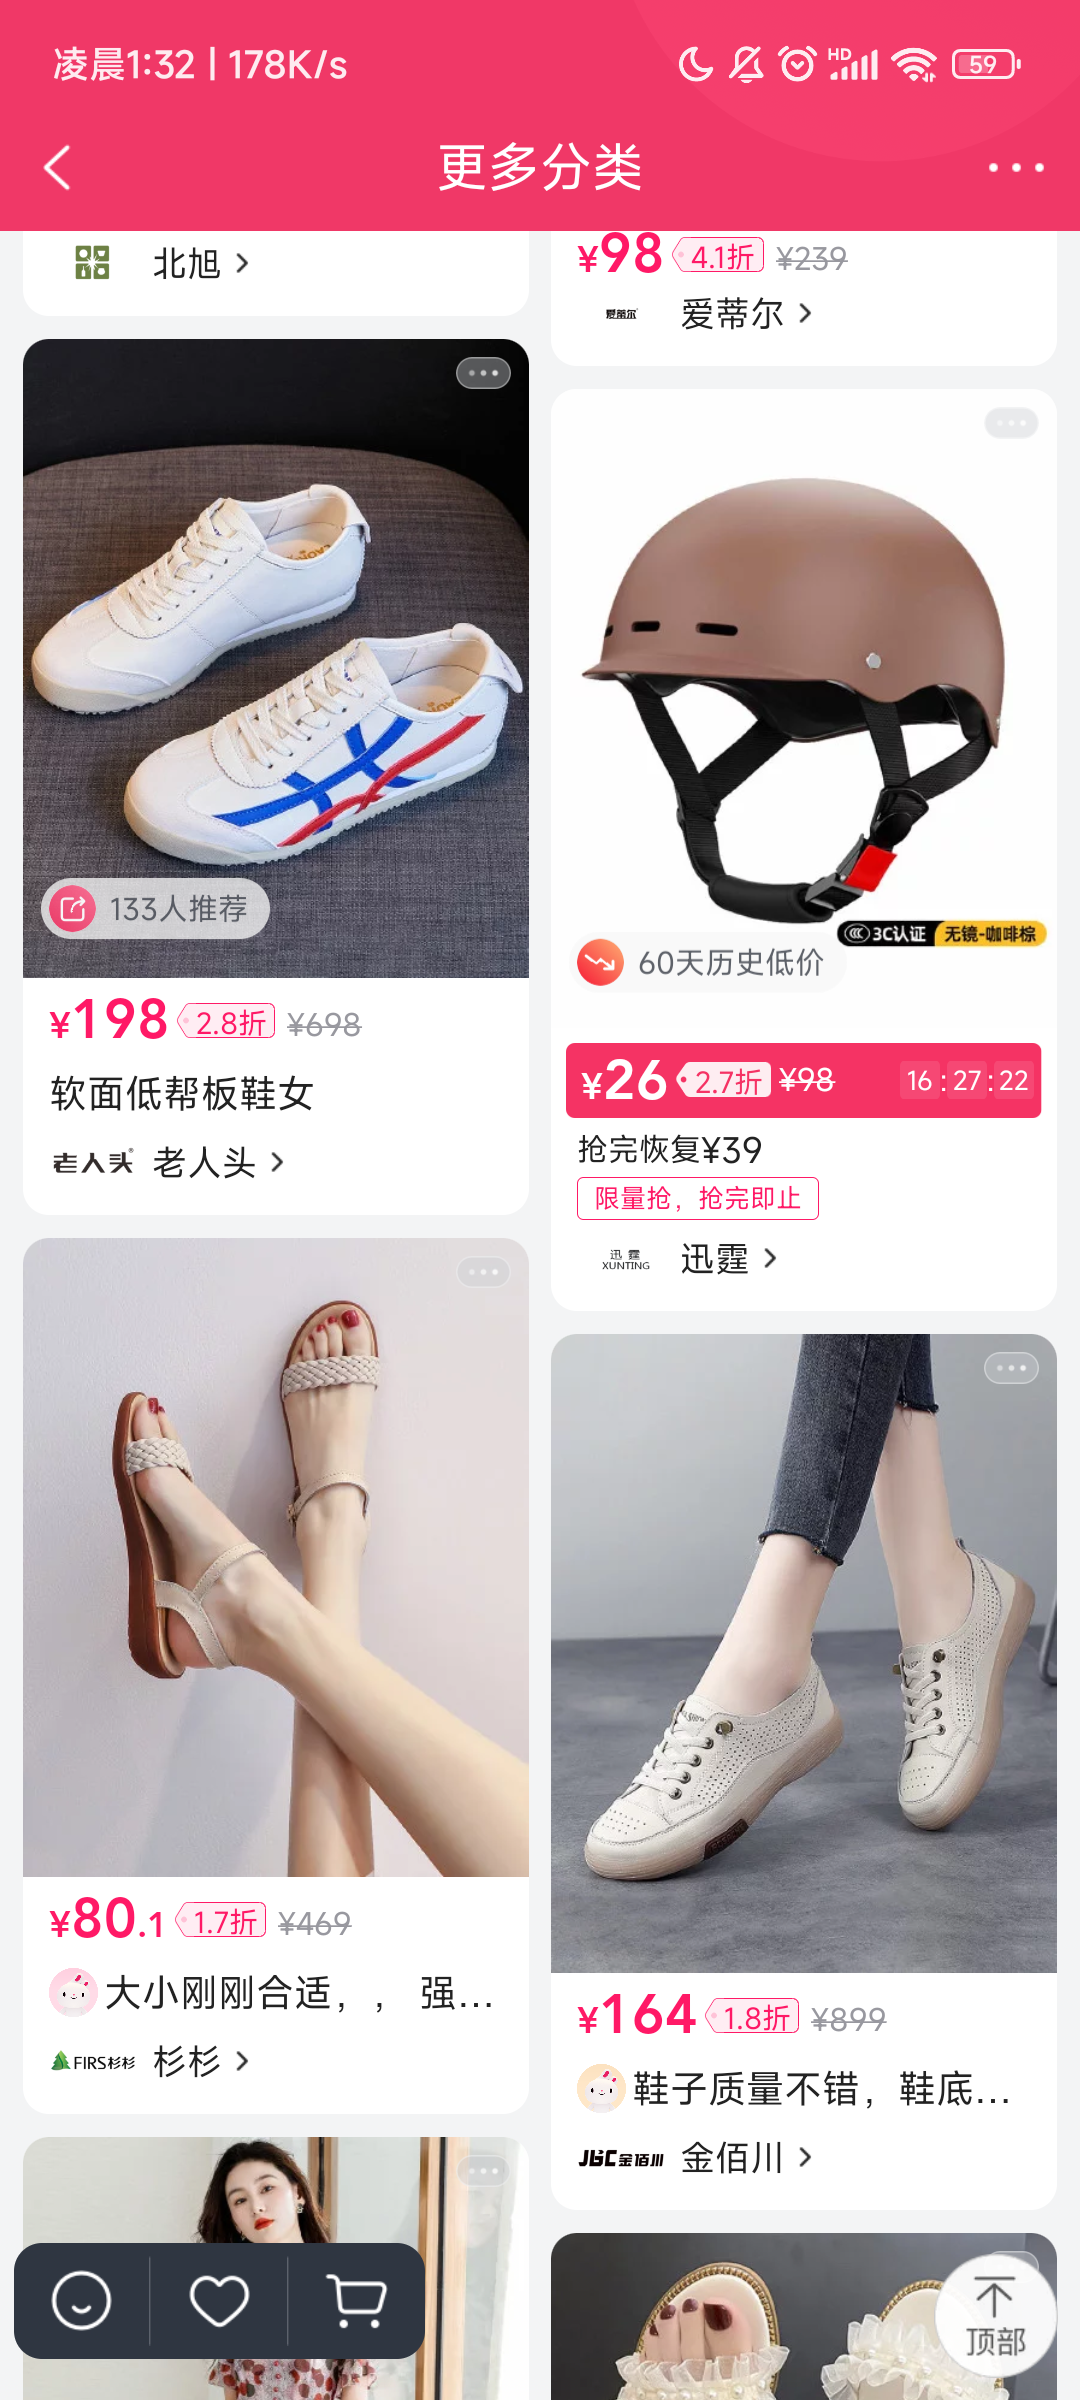 凌晨1:32 | 178K/s
HD
59
更多分类
北旭
¥98 4.1折 ¥239
爱蒂尔 爱蒂尔
133人推荐
¥198 2.8折 ¥698
软面低帮板鞋女
老人头 老人头
3C认证 无镜-咖啡棕
60天历史低价
¥26 2.7折 ¥98 16:27:22
抢完恢复¥39
限量抢，抢完即止
迅霆 XUNTING 迅霆
¥80.1 1.7折 ¥469
大小刚刚合适，， 强...
FIRS杉杉 杉杉
¥164 1.8折 ¥899
鞋子质量不错，鞋底...
JBC金佰川 金佰川
顶部